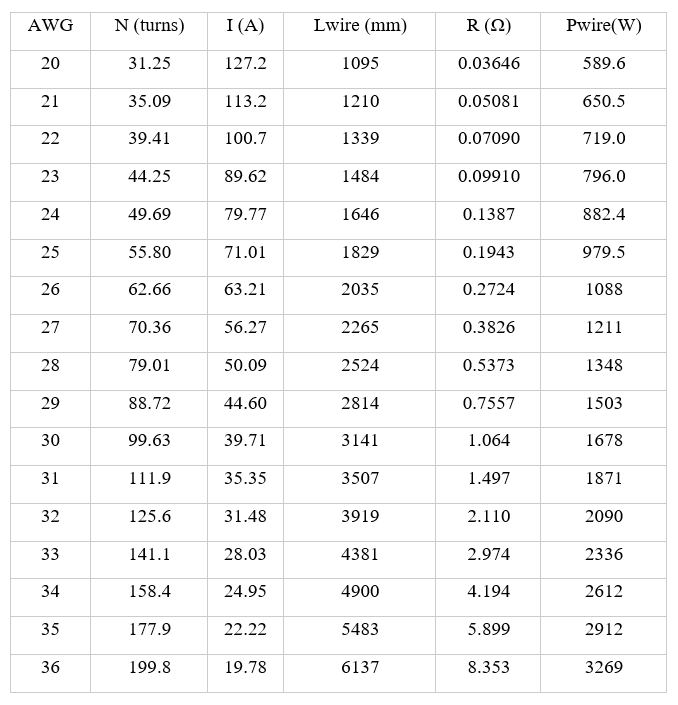 AWG N (turns) I (A) Lwire (mm) R (Ω) Pwire(W)
20 31.25 127.2 1095 0.03646 589.6
21 35.09 113.2 1210 0.05081 650.5
22 39.41 100.7 1339 0.07090 719.0
23 44.25 89.62 1484 0.09910 796.0
24 49.69 79.77 1646 0.1387 882.4
25 55.80 71.01 1829 0.1943 979.5
26 62.66 63.21 2035 0.2724 1088
27 70.36 56.27 2265 0.3826 1211
28 79.01 50.09 2524 0.5373 1348
29 88.72 44.60 2814 0.7557 1503
30 99.63 39.71 3141 1.064 1678
31 111.9 35.35 3507 1.497 1871
32 125.6 31.48 3919 2.110 2090
33 141.1 28.03 4381 2.974 2336
34 158.4 24.95 4900 4.194 2612
35 177.9 22.22 5483 5.899 2912
36 199.8 19.78 6137 8.353 3269